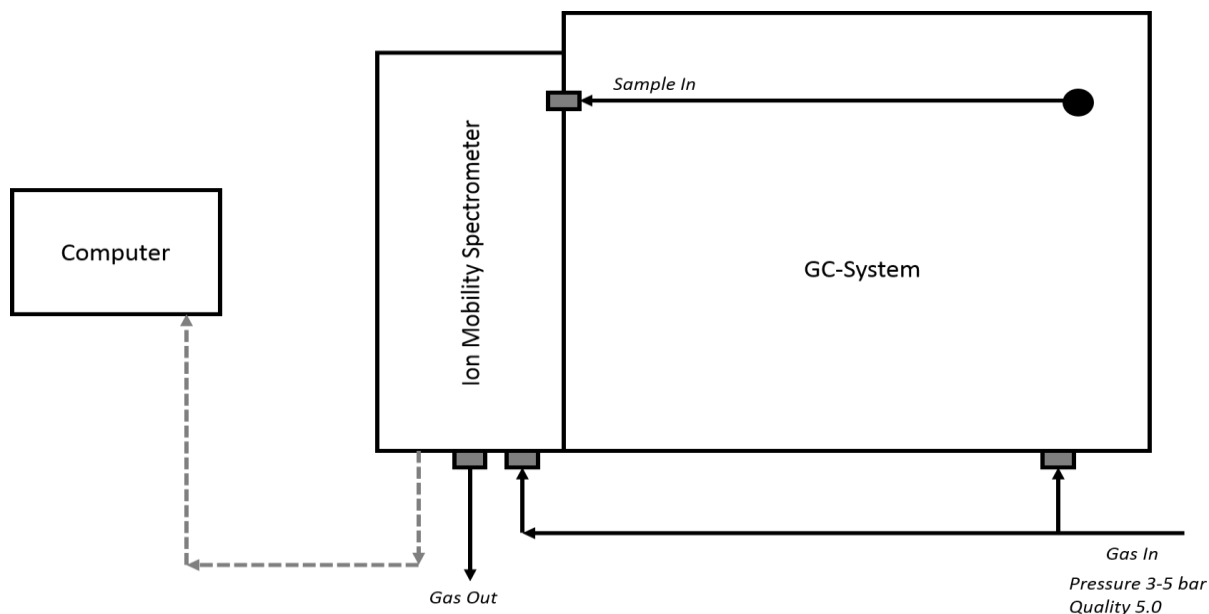 Sample In
Ion Mobility Spectrometer
Computer
GC-System
Gas In
Pressure 3-5 bar
Quality 5.0
Gas Out